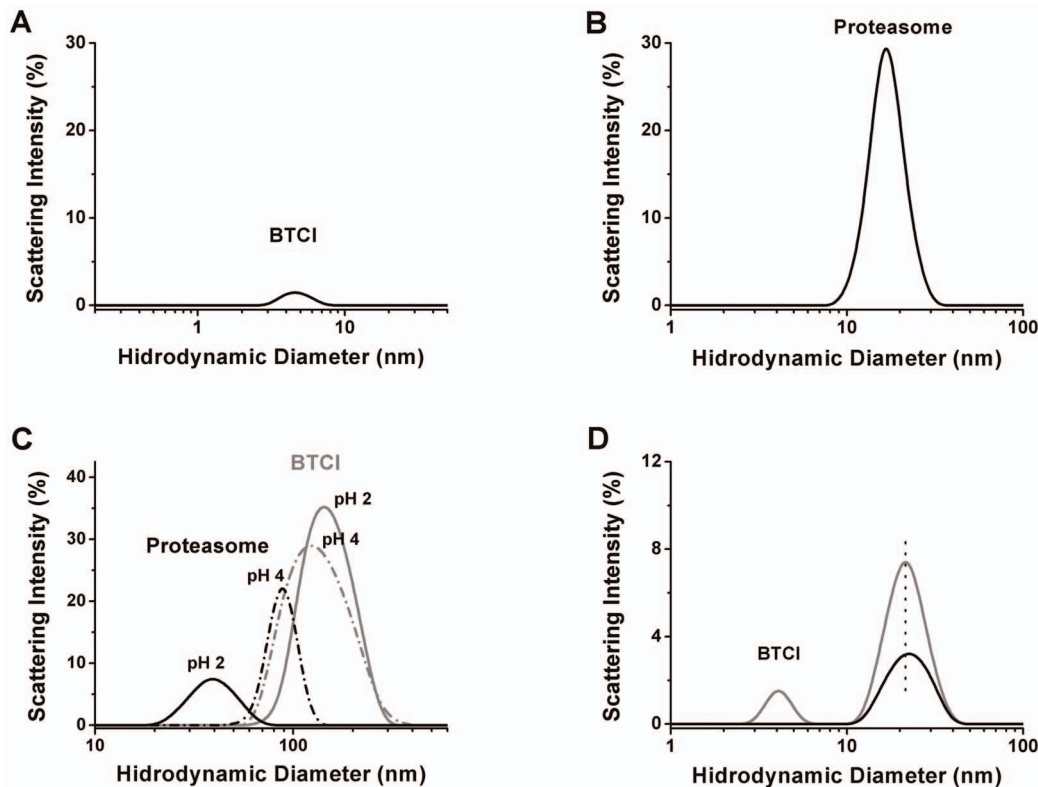 A
Scattering Intensity (%)
30
20
10
0
BTCI
1
10
Hidrodynamic Diameter (nm)
B
Scattering Intensity (%)
30
20
10
0
Proteasome
1
10
100
Hidrodynamic Diameter (nm)
C
Scattering Intensity (%)
40
30
20
10
0
BTCI
pH 2
pH 4
Proteasome
pH 4
pH 2
10
100
Hidrodynamic Diameter (nm)
D
Scattering Intensity (%)
12
8
4
0
BTCI
1
10
100
Hidrodynamic Diameter (nm)